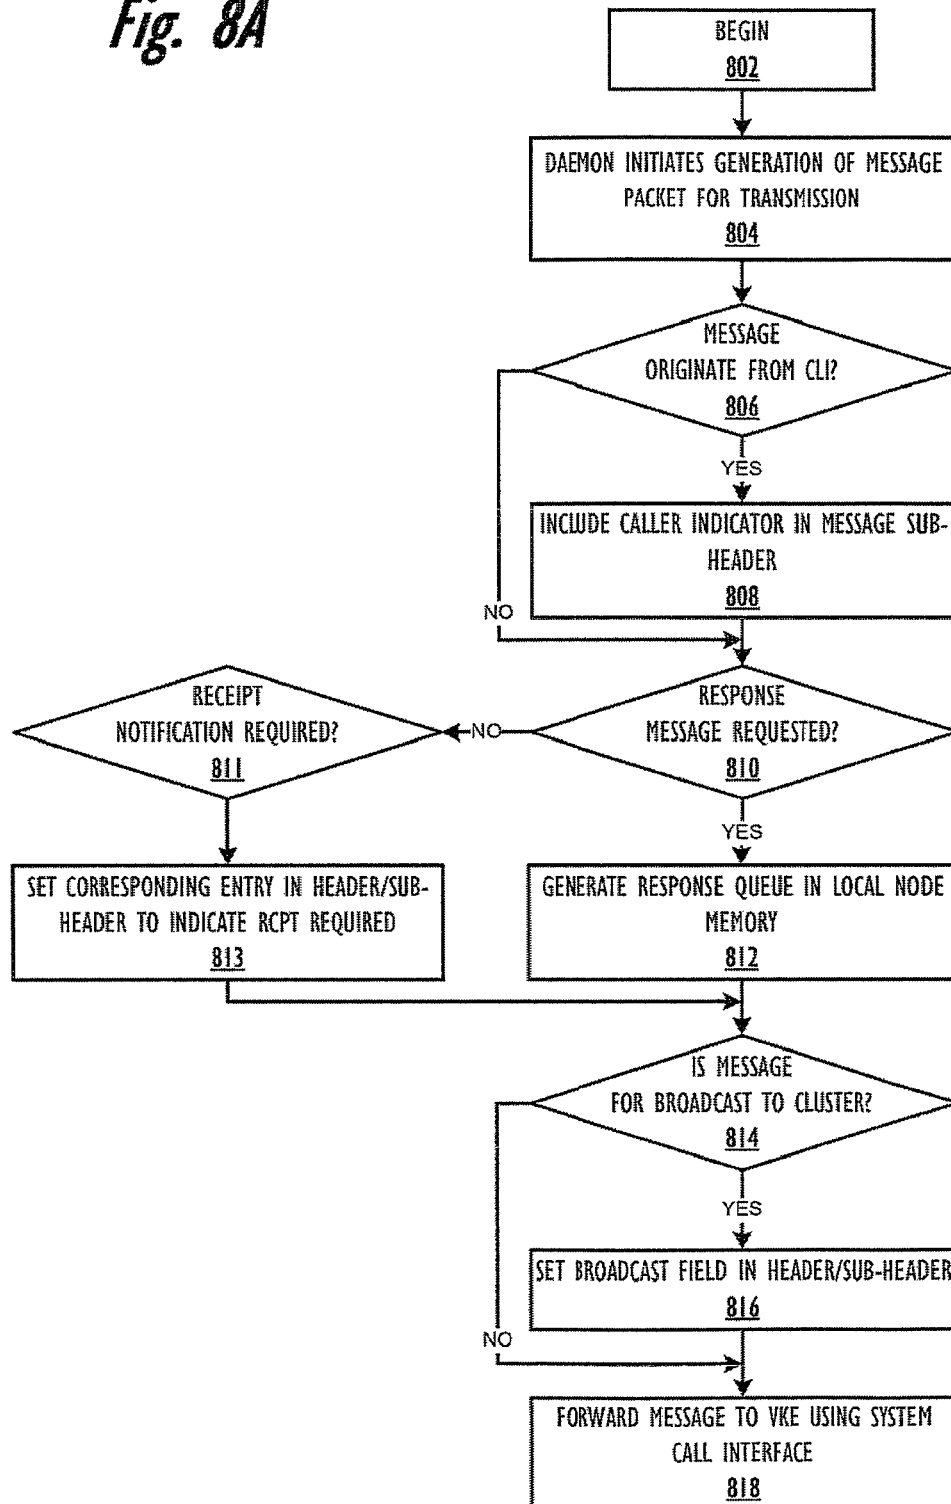 Fig. 8A
BEGIN
802
DAEMON INITIATES GENERATION OF MESSAGE
PACKET FOR TRANSMISSION
804
MESSAGE
ORIGINATE FROM CLI?
806
YES
INCLUDE CALLER INDICATOR IN MESSAGE SUB-
HEADER
808
NO
RECEIPT
NOTIFICATION REQUIRED?
811
NO
RESPONSE
MESSAGE REQUESTED?
810
YES
SET CORRESPONDING ENTRY IN HEADER/SUB-
HEADER TO INDICATE RCPT REQUIRED
813
GENERATE RESPONSE QUEUE IN LOCAL NODE
MEMORY
812
IS MESSAGE
FOR BROADCAST TO CLUSTER?
814
YES
SET BROADCAST FIELD IN HEADER/SUB-HEADER
816
NO
FORWARD MESSAGE TO VKE USING SYSTEM
CALL INTERFACE
818